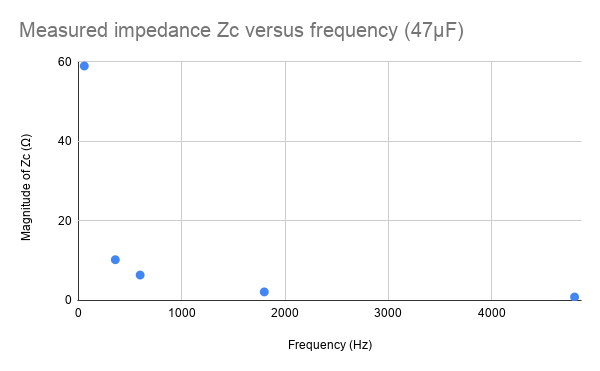 Measured impedance Zc versus frequency (47µF)
Magnitude of Zc (Ω)
60
40
20
0
0 1000 2000 3000 4000
Frequency (Hz)